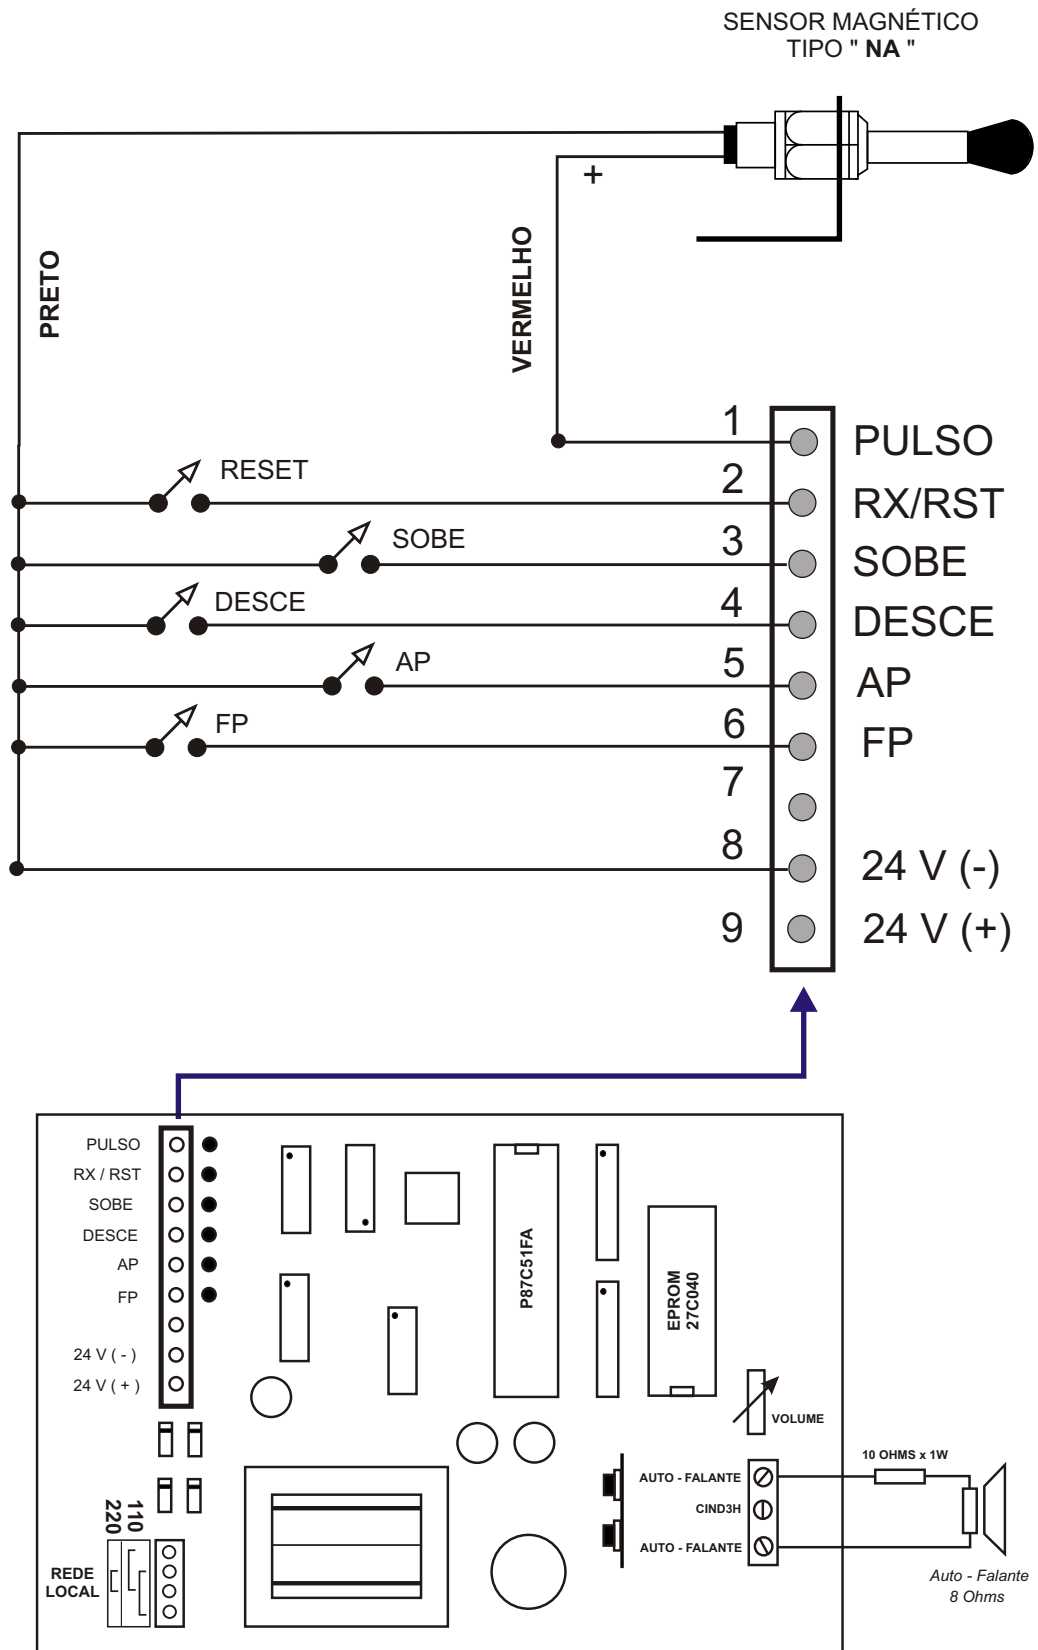 SENSOR MAGNÉTICO
TIPO " NA "
+
PRETO
VERMELHO
1 PULSO
RESET 2 RX/RST
SOBE 3 SOBE
DESCE 4 DESCE
AP 5 AP
FP 6 FP
7
8 24 V (-)
9 24 V (+)
PULSO
RX / RST
SOBE
DESCE
AP
FP
24 V ( - )
24 V ( + )
P87C51FA
EPROM
27C040
VOLUME
10 OHMS x 1W
AUTO - FALANTE
CIND3H
AUTO - FALANTE
Auto - Falante
8 Ohms
110
220
REDE
LOCAL